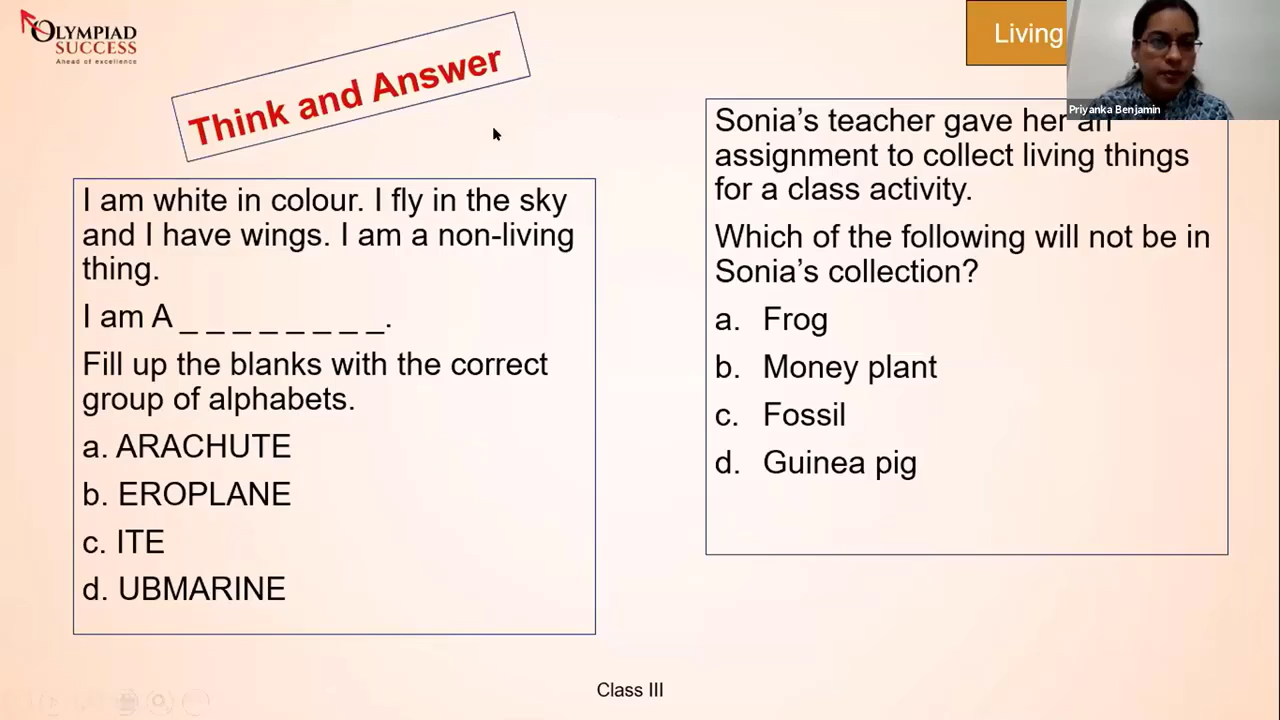 OLYMPIAD
SUCCESS
Ahead of excellence
Think and Answer
Living
Priyanka Benjamin
I am white in colour. I fly in the sky
and I have wings. I am a non-living
thing.
I am A _ _ _ _ _ _ _ _.
Fill up the blanks with the correct
group of alphabets.
a. ARACHUTE
b. EROPLANE
c. ITE
d. UBMARINE
Sonia’s teacher gave her an
assignment to collect living things
for a class activity.
Which of the following will not be in
Sonia’s collection?
a. Frog
b. Money plant
c. Fossil
d. Guinea pig
Class III